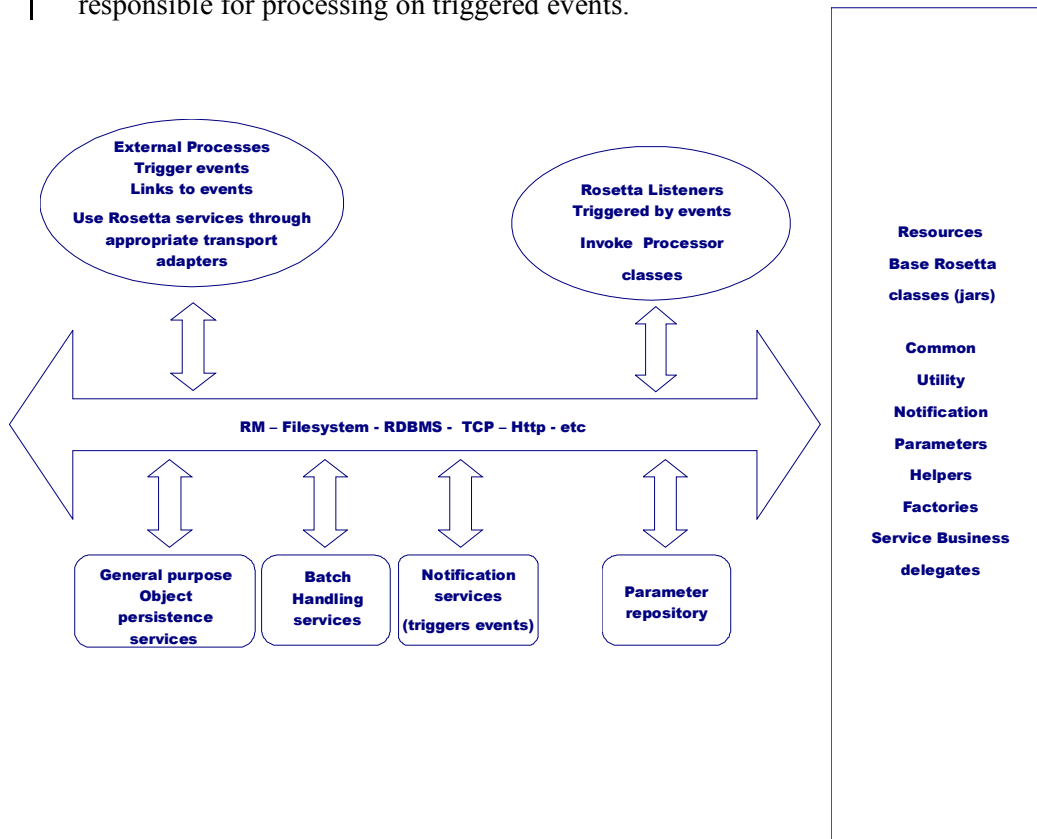 responsible for processing on triggered events.
External Processes
Trigger events
Links to events
Use Rosetta services through
appropriate transport
adapters
Rosetta Listeners
Triggered by events
Invoke Processor
classes
RM – Filesystem - RDBMS - TCP – Http - etc
General purpose
Object
persistence
services
Batch
Handling
services
Notification
services
(triggers events)
Parameter
repository
Resources
Base Rosetta
classes (jars)
Common
Utility
Notification
Parameters
Helpers
Factories
Service Business
delegates